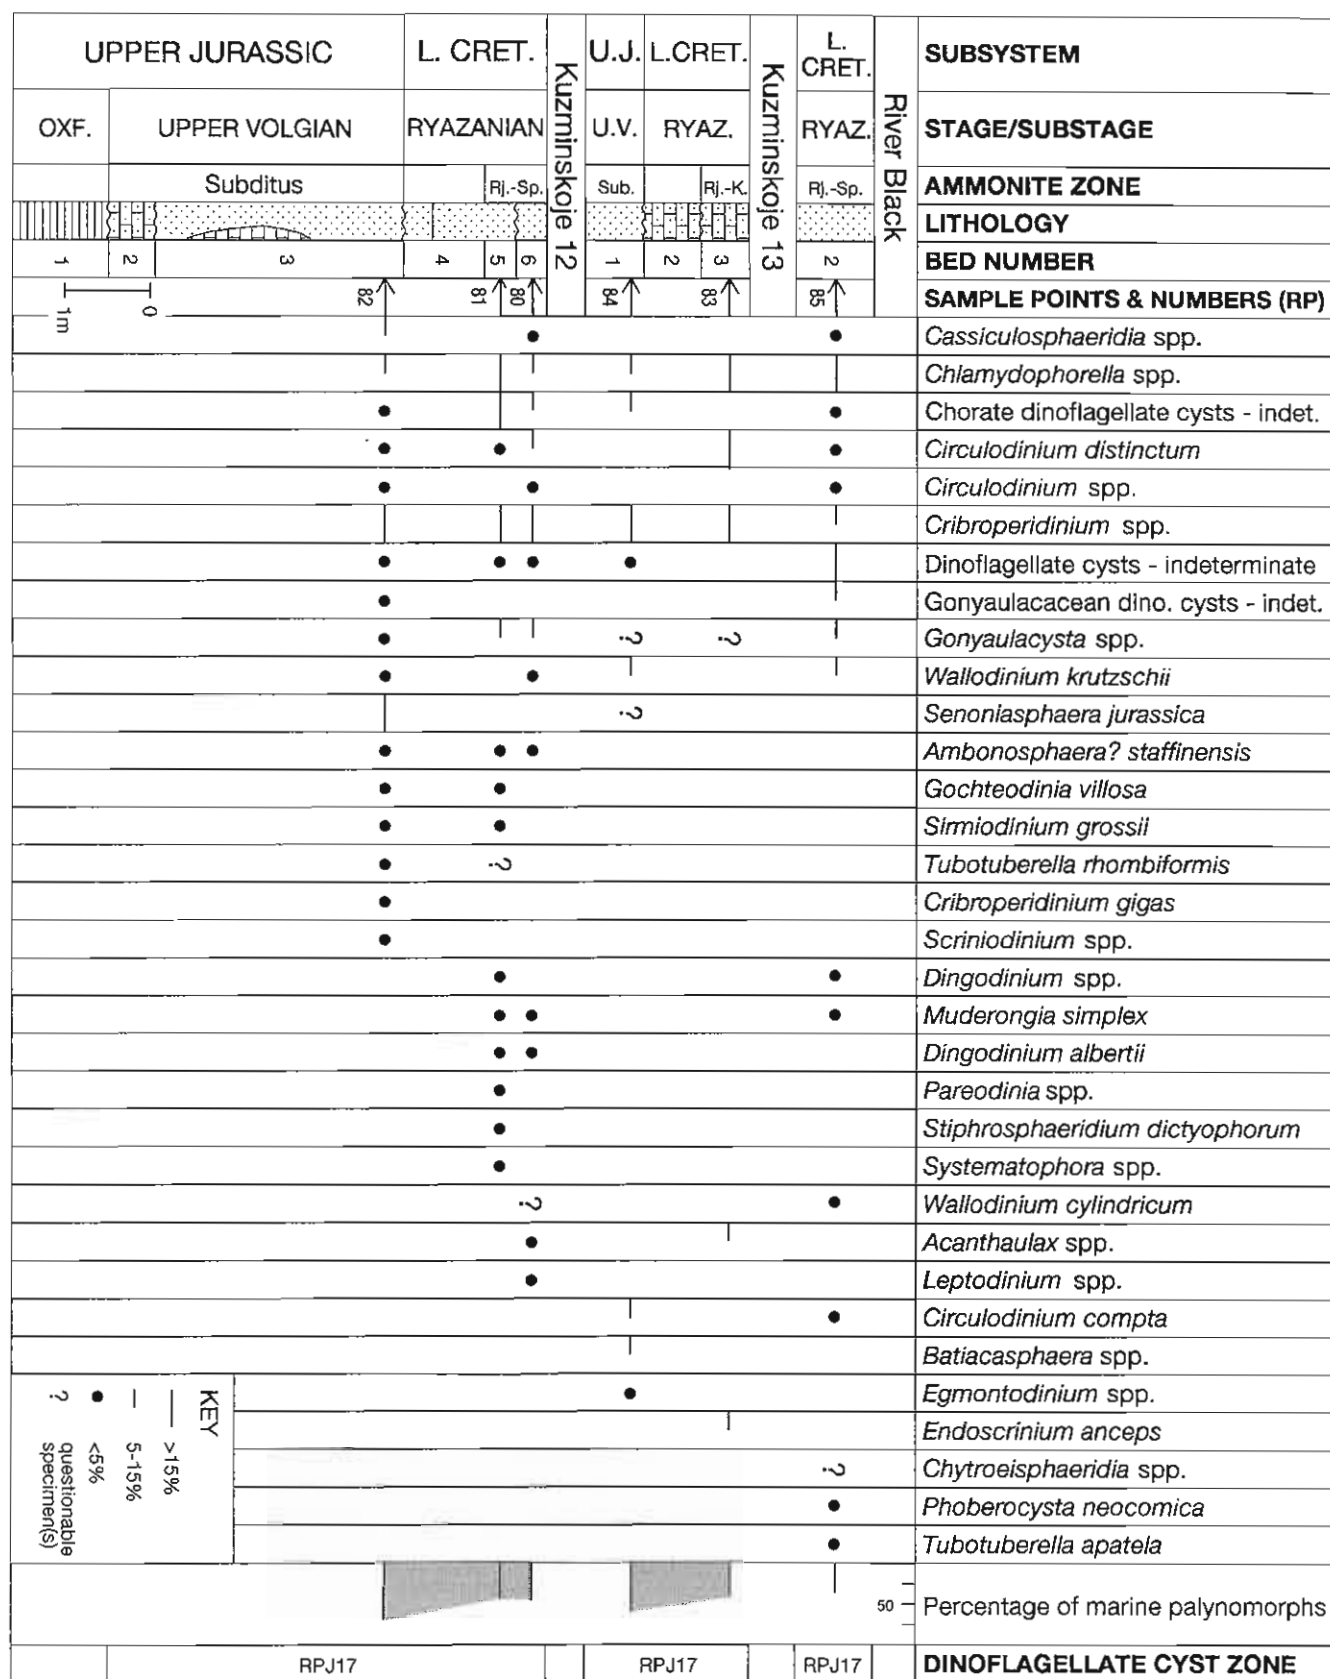 UPPER JURASSIC L. CRET. U.J. L.CRET. L. CRET. SUBSYSTEM
Kuzminskoje 12
Kuzminskoje 13
River Black
OXF. UPPER VOLGIAN RYAZANIAN U.V. RYAZ. RYAZ. STAGE/SUBSTAGE
Subditus Rj.-Sp. Sub. Rj.-K. Rj.-Sp. AMMONITE ZONE
LITHOLOGY
1 2 3 4 5 6 1 2 3 2 BED NUMBER
1m 0 82 81 80 84 83 85 SAMPLE POINTS & NUMBERS (RP)
Cassiculosphaeridia spp.
Chlamydophorella spp.
Chorate dinoflagellate cysts - indet.
Circulodinium distinctum
Circulodinium spp.
Cribroperidinium spp.
Dinoflagellate cysts - indeterminate
Gonyaulacacean dino. cysts - indet.
? ? Gonyaulacysta spp.
Wallodinium krutzschii
? Senoniasphaera jurassica
Ambonosphaera? staffinensis
Gochteodinia villosa
Sirmiodinium grossii
? Tubotuberella rhombiformis
Cribroperidinium gigas
Scriniodinium spp.
Dingodinium spp.
Muderongia simplex
Dingodinium albertii
Pareodinia spp.
Stiphrosphaeridium dictyophorum
Systematophora spp.
? Wallodinium cylindricum
Acanthaulax spp.
Leptodinium spp.
Circulodinium compta
Batiacasphaera spp.
Egmontodinium spp.
Endoscrinium anceps
? Chytroeisphaeridia spp.
Phoberocysta neocomica
Tubotuberella apatela
KEY
>15%
5-15%
<5%
? questionable
specimen(s)
50 Percentage of marine palynomorphs
RPJ17 RPJ17 RPJ17 DINOFLAGELLATE CYST ZONE